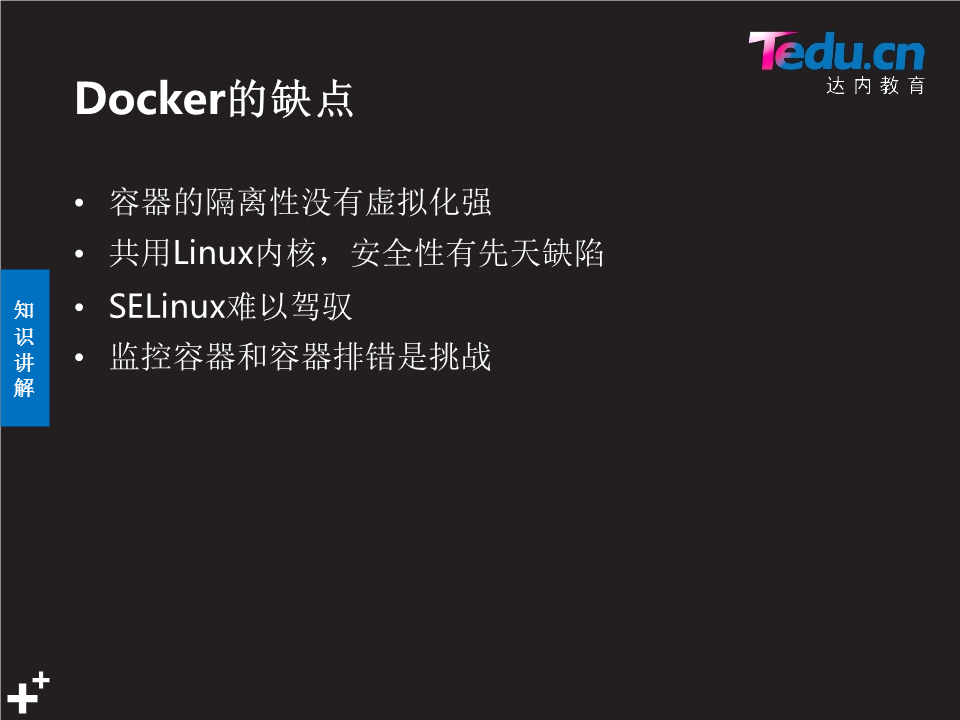 Tedu.cn
达内教育
Docker的缺点
• 容器的隔离性没有虚拟化强
• 共用Linux内核，安全性有先天缺陷
• SELinux难以驾驭
• 监控容器和容器排错是挑战
知
识
讲
解